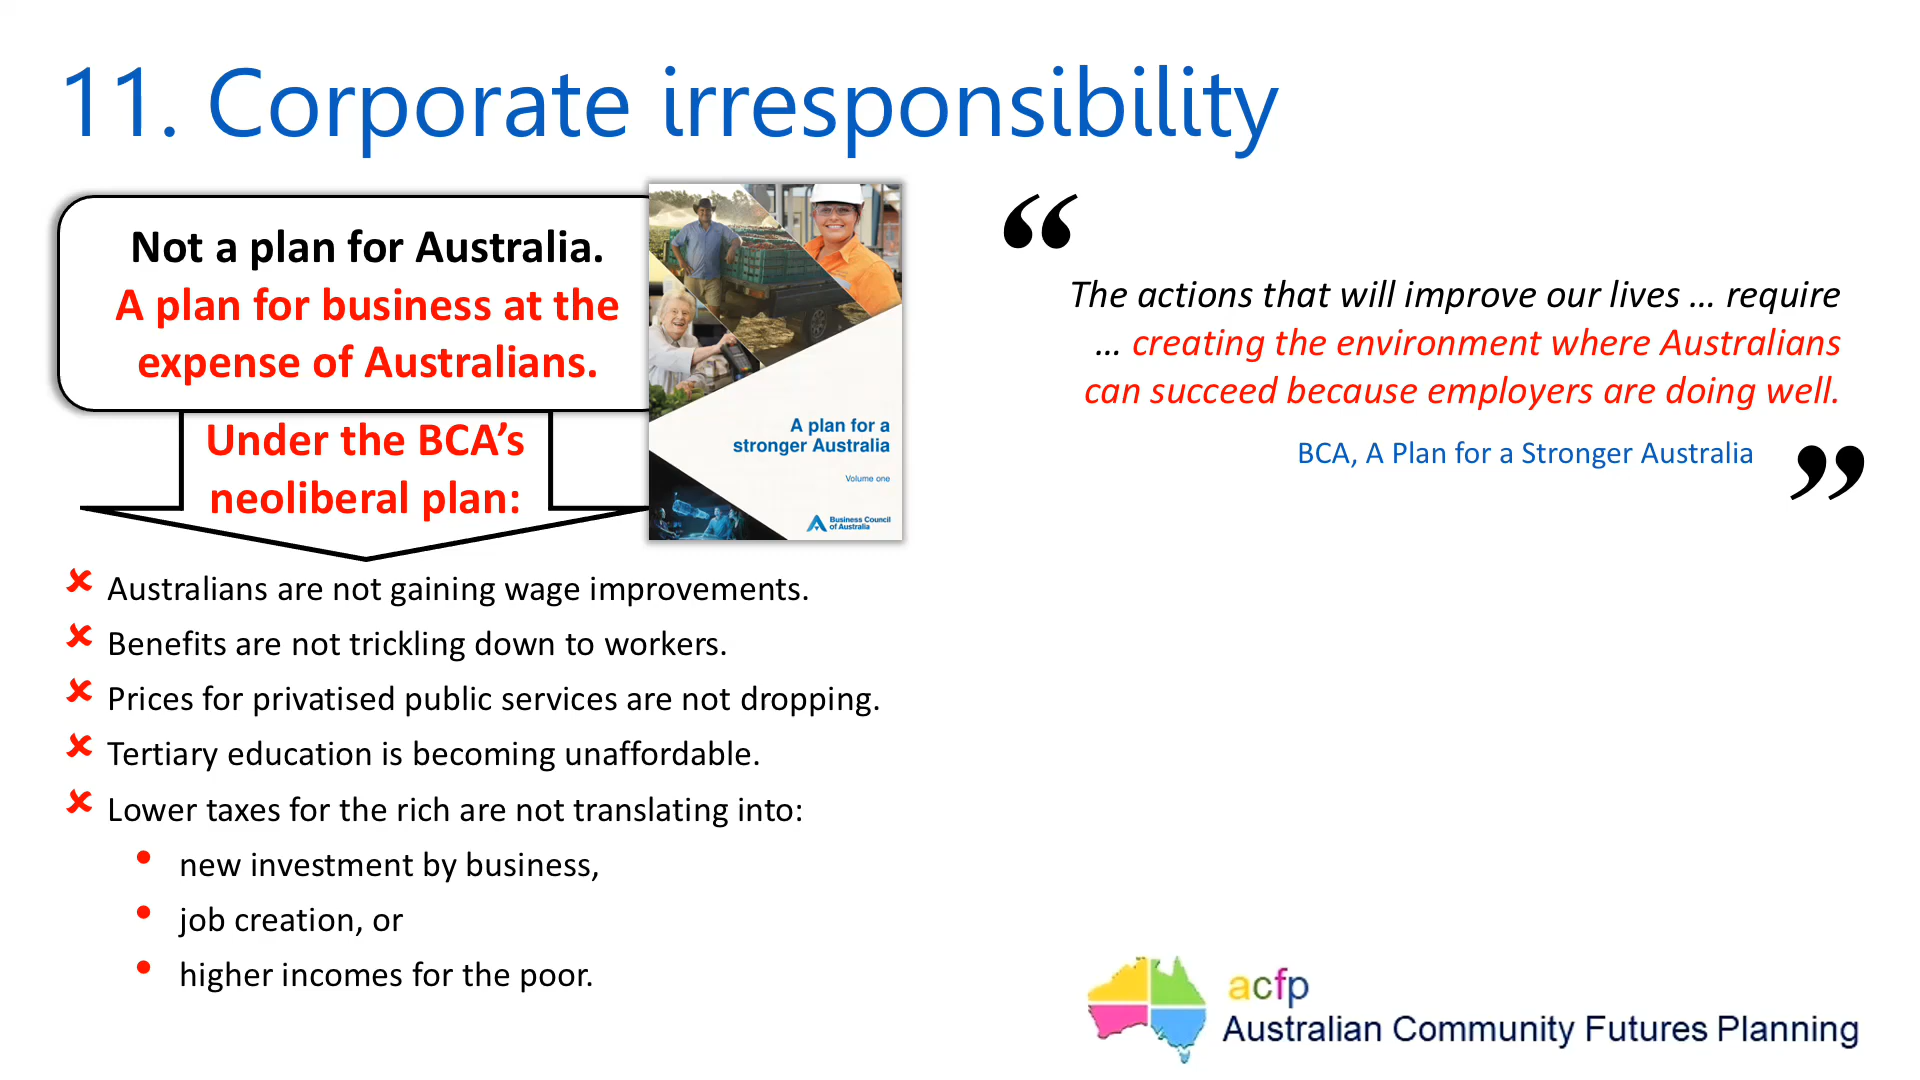 11. Corporate irresponsibility
Not a plan for Australia.
A plan for business at the
expense of Australians.
Under the BCA’s
neoliberal plan:
A plan for a
stronger Australia
Volume one
Business Council
of Australia
✘ Australians are not gaining wage improvements.
✘ Benefits are not trickling down to workers.
✘ Prices for privatised public services are not dropping.
✘ Tertiary education is becoming unaffordable.
✘ Lower taxes for the rich are not translating into:
• new investment by business,
• job creation, or
• higher incomes for the poor.
“
The actions that will improve our lives … require
… creating the environment where Australians
can succeed because employers are doing well.
BCA, A Plan for a Stronger Australia
”
acfp
Australian Community Futures Planning